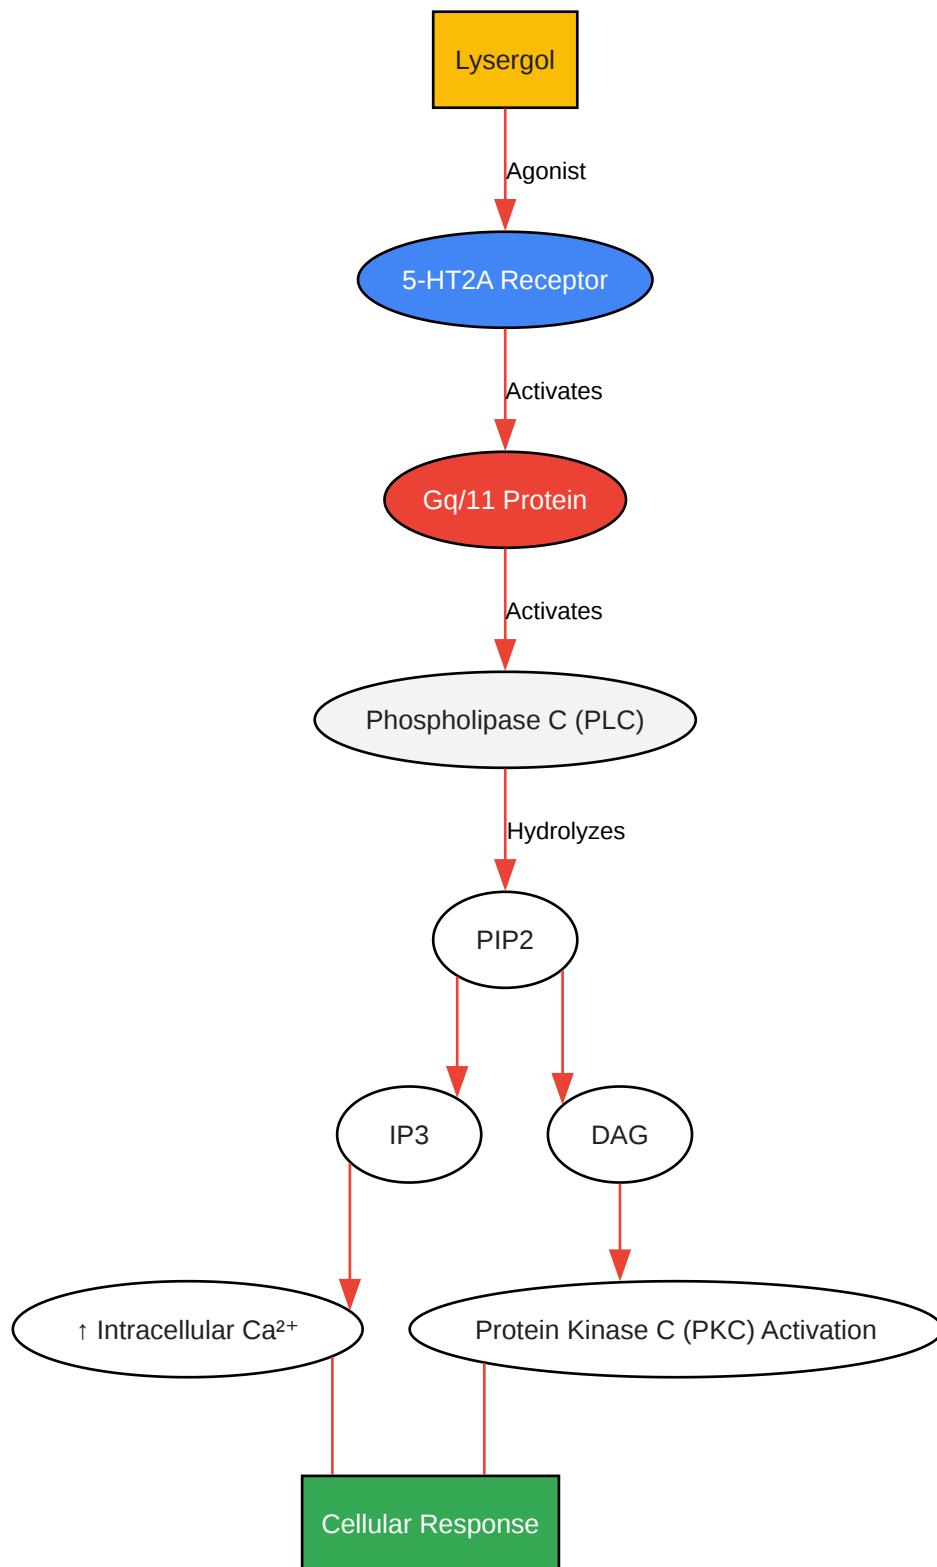 Lysergol
Agonist
5-HT2A Receptor
Activates
Gq/11 Protein
Activates
Phospholipase C (PLC)
Hydrolyzes
PIP2
IP3
DAG
↑ Intracellular Ca²⁺
Protein Kinase C (PKC) Activation
Cellular Response